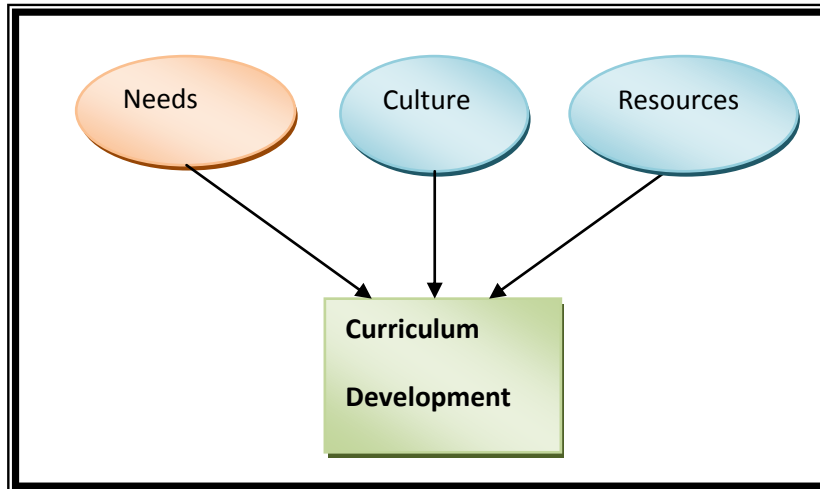 Needs
Culture
Resources
Curriculum
Development